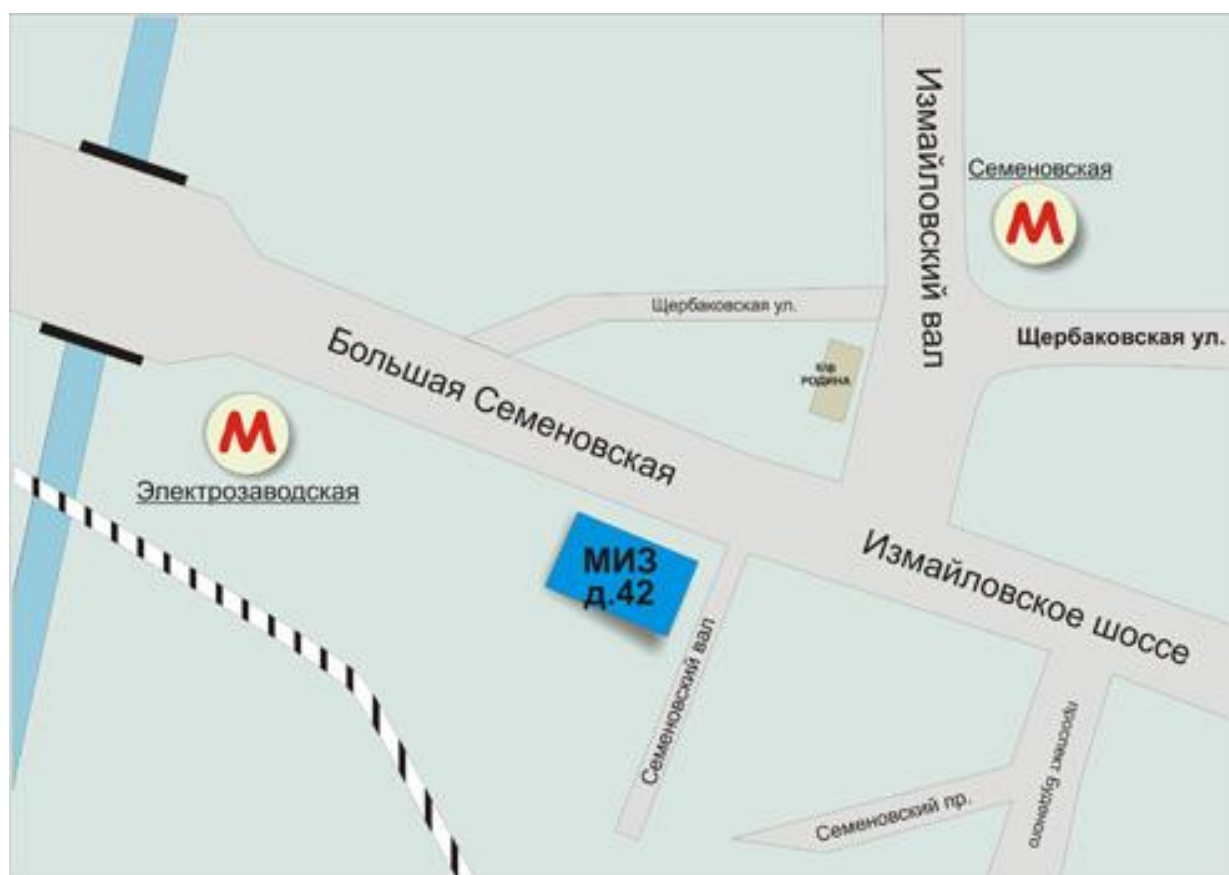 Измайловский вал
Семеновская
М
Щербаковская ул.
Щербаковская ул.
к/ф
РОДИНА
Большая Семеновская
М
Электрозаводская
МИЗ
д.42
Измайловское шоссе
Семеновский вал
проспект Буденого
Семеновский пр.